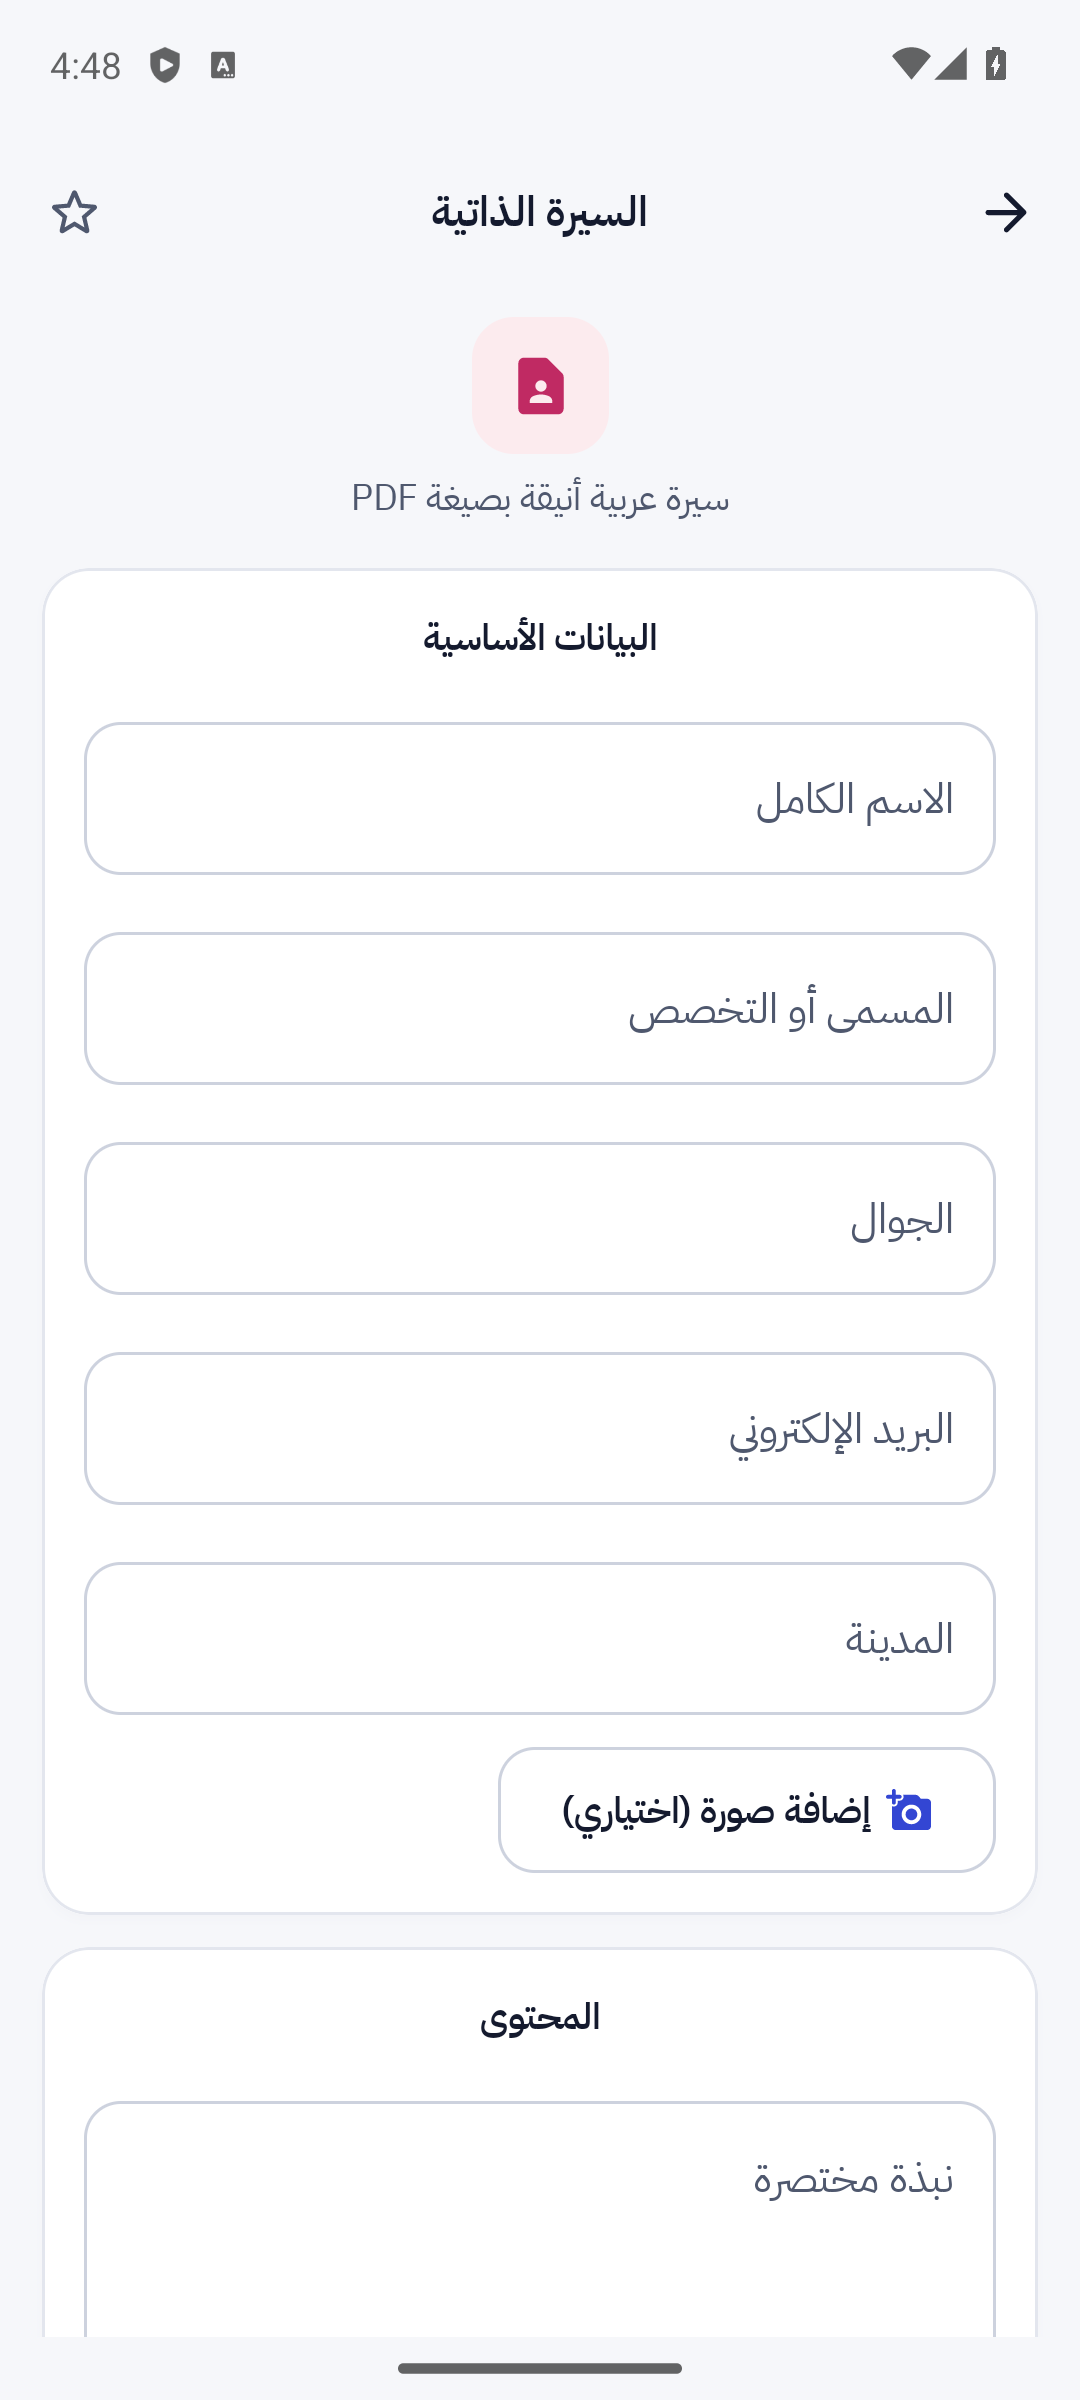 4:48
السيرة الذاتية
سيرة عربية أنيقة بصيغة PDF
البيانات الأساسية
الاسم الكامل
المسمى أو التخصص
الجوال
البريد الإلكتروني
المدينة
إضافة صورة (اختياري)
المحتوى
نبذة مختصرة